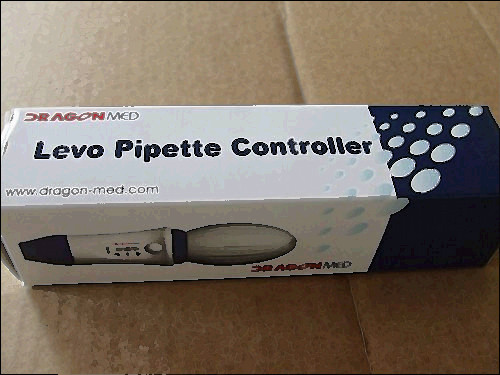 DRAGONMED
Levo Pipette Controller
www.dragon-med.com
DRAGONMED